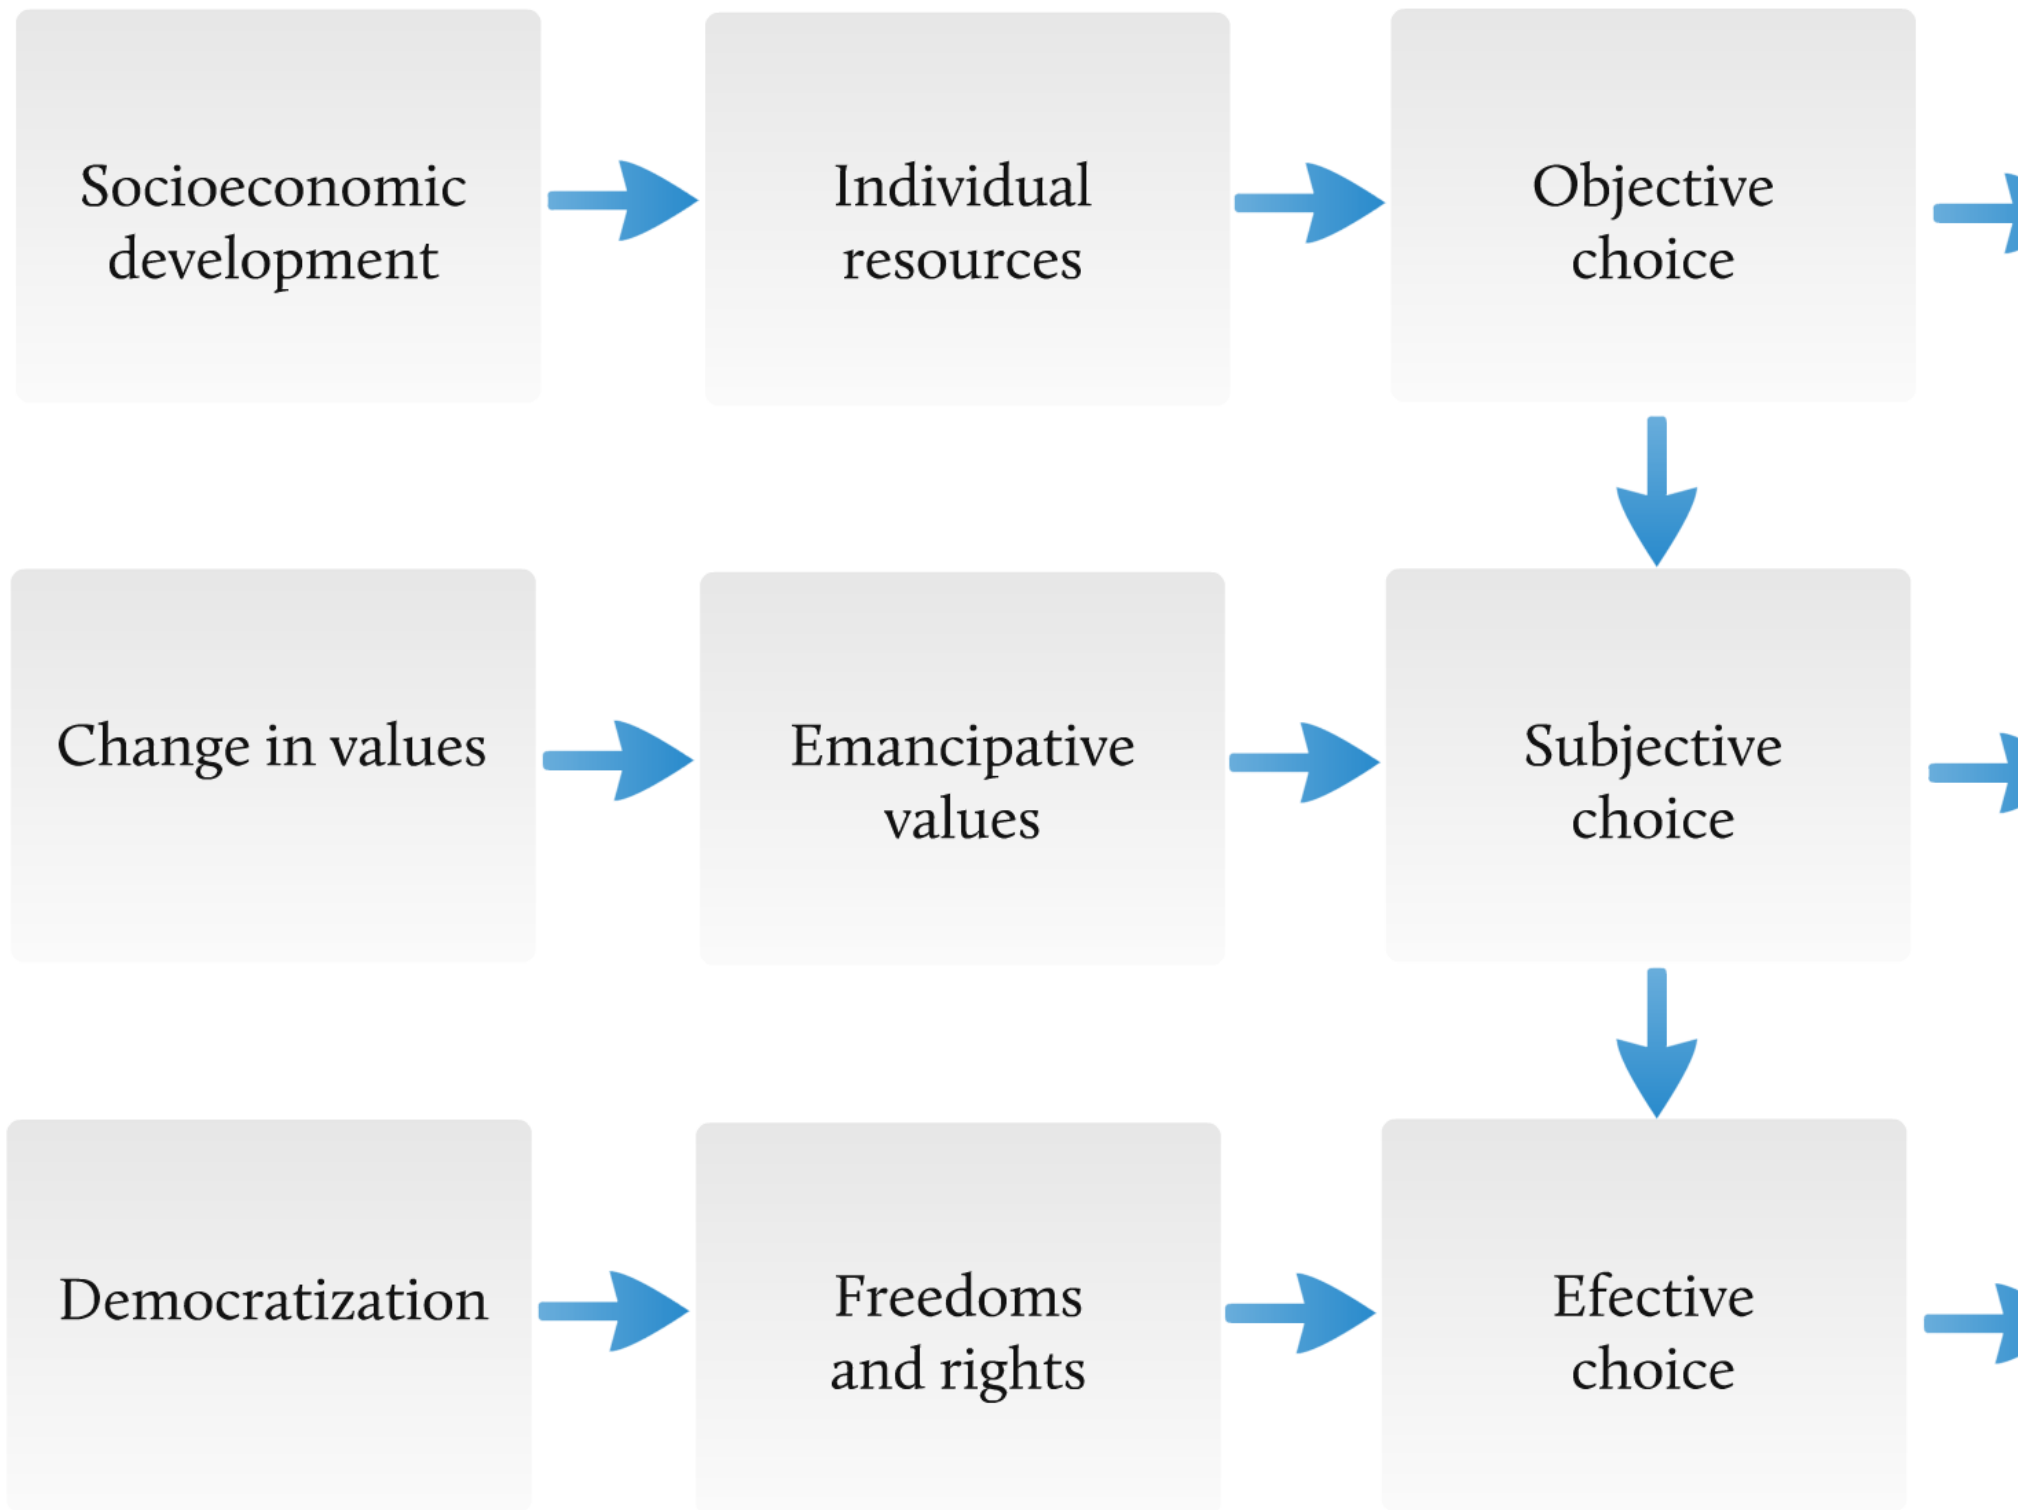 Socioeconomic
development
Individual
resources
Objective
choice
Change in values
Emancipative
values
Subjective
choice
Democratization
Freedoms
and rights
Efective
choice